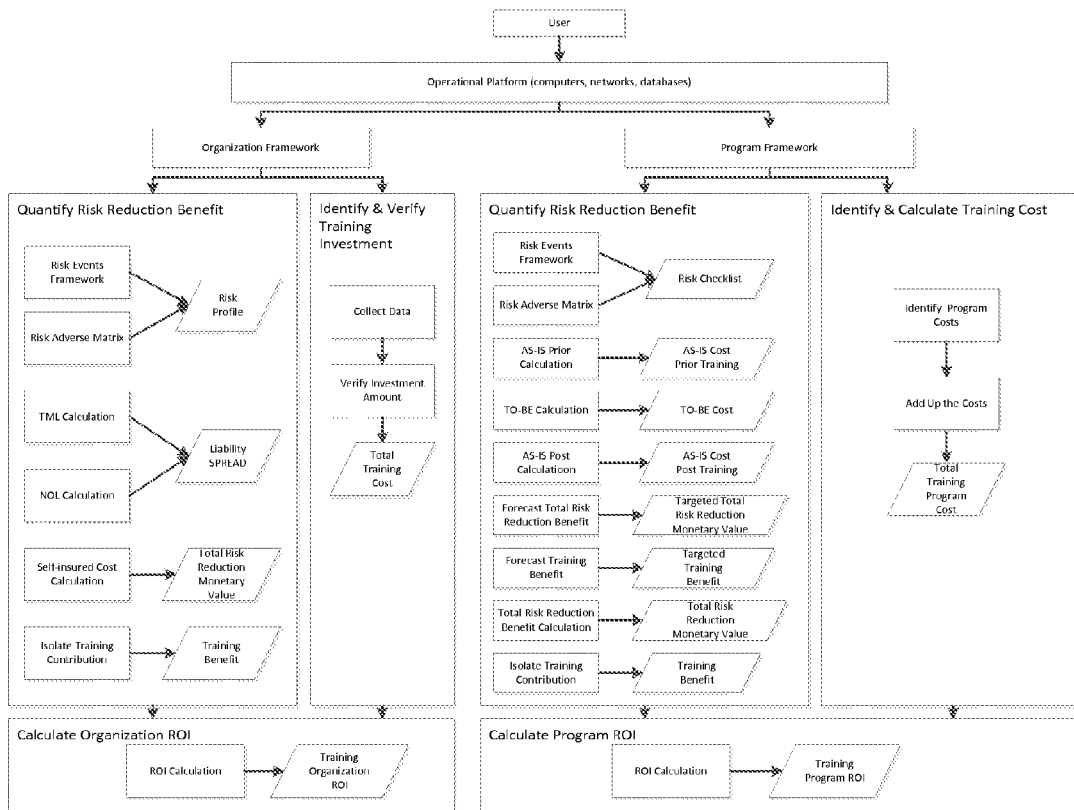 User
Operational Platform (computers, networks, databases)
Organization Framework
Program Framework
Quantify Risk Reduction Benefit
Risk Events
Framework
Risk Adverse Matrix
Risk
Profile
TML Calculation
NOL Calculation
Liability
SPREAD
Self-insured Cost
Calculation
Total Risk
Reduction
Monetary
Value
Isolate Training
Contribution
Training
Benefit
Identify & Verify
Training
Investment
Collect Data
Verify Investment
Amount
Total
Training
Cost
Quantify Risk Reduction Benefit
Risk Events
Framework
Risk Adverse Matrix
Risk Checklist
AS-IS Prior
Calculation
AS-IS Cost
Prior Training
TO-BE Calculation
TO-BE Cost
AS-IS Post
Calculatioon
AS-IS Cost
Post Training
Forecast Total Risk
Reduction Benefit
Targeted Total
Risk Reduction
Monetary Value
Forecast Training
Benefit
Targeted
Training
Benefit
Total Risk Reduction
Benefit Calculation
Total Risk
Reduction
Monetary Value
Isolate Training
Contribution
Training
Benefit
Identify & Calculate Training Cost
Identify Program
Costs
Add Up the Costs
Total
Training
Program
Cost
Calculate Organization ROI
ROI Calculation
Training
Organization
ROI
Calculate Program ROI
ROI Calculation
Training
Program ROI